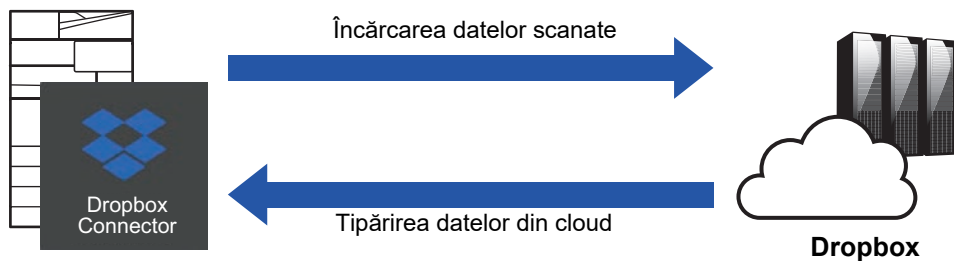 Încărcarea datelor scanate
Dropbox
Connector
Tipărirea datelor din cloud
Dropbox